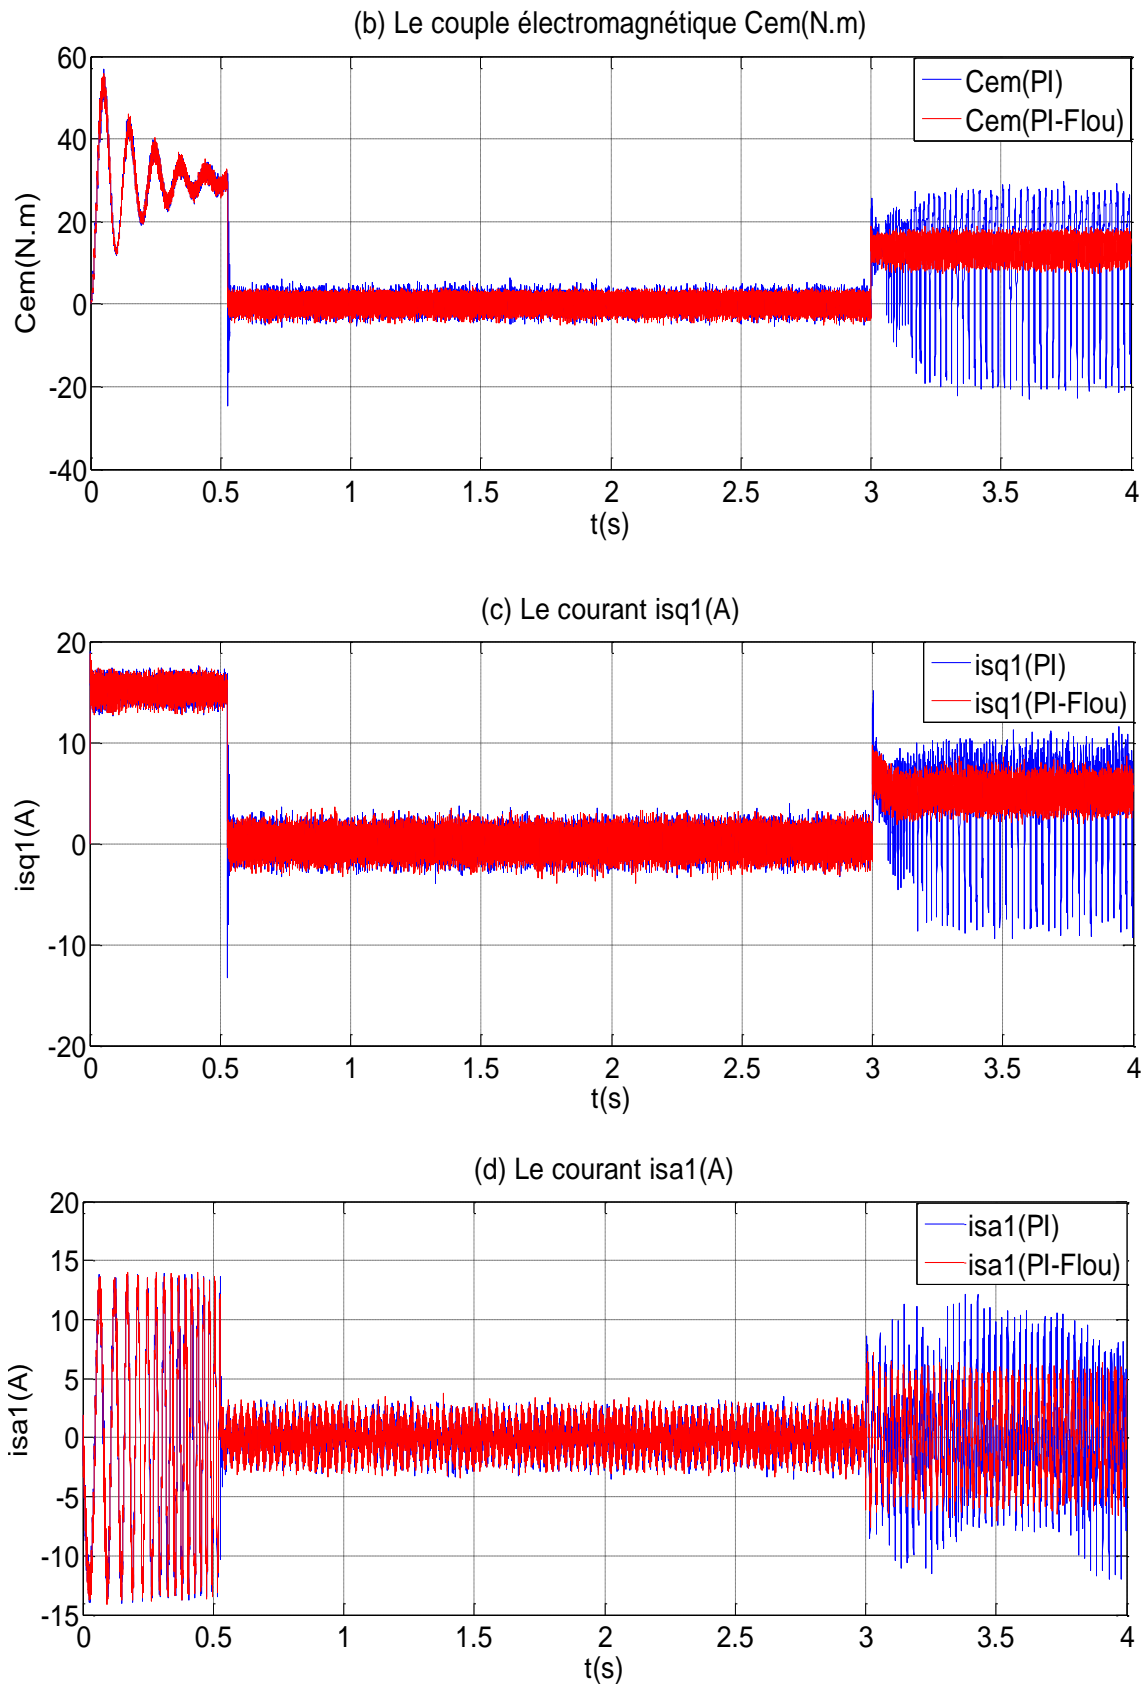 (b) Le couple électromagnétique Cem(N.m)
60
40
20
0
-20
-40
Cem(N.m)
Cem(PI)
Cem(PI-Flou)
0 0.5 1 1.5 2 2.5 3 3.5 4
t(s)
(c) Le courant isq1(A)
20
10
0
-10
-20
isq1(A)
isq1(PI)
isq1(PI-Flou)
0 0.5 1 1.5 2 2.5 3 3.5 4
t(s)
(d) Le courant isa1(A)
20
15
10
5
0
-5
-10
-15
isa1(A)
isa1(PI)
isa1(PI-Flou)
0 0.5 1 1.5 2 2.5 3 3.5 4
t(s)